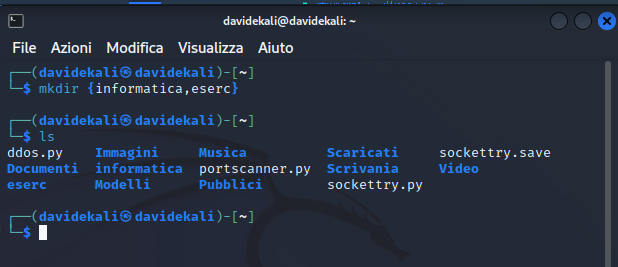 davidekali@davidekali: ~
File Azioni Modifica Visualizza Aiuto
┌──(davidekali㉿davidekali)-[~]
└─$ mkdir {informatica,eserc}
┌──(davidekali㉿davidekali)-[~]
└─$ ls
ddos.py Immagini Musica Scaricati sockettry.save
Documenti informatica portscanner.py Scrivania Video
eserc Modelli Pubblici sockettry.py
┌──(davidekali㉿davidekali)-[~]
└─$